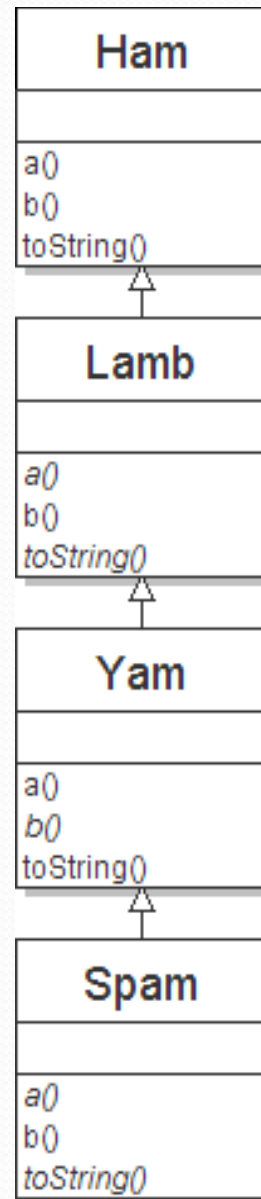 Ham
a()
b()
toString()
Lamb
a()
b()
toString()
Yam
a()
b()
toString()
Spam
a()
b()
toString()